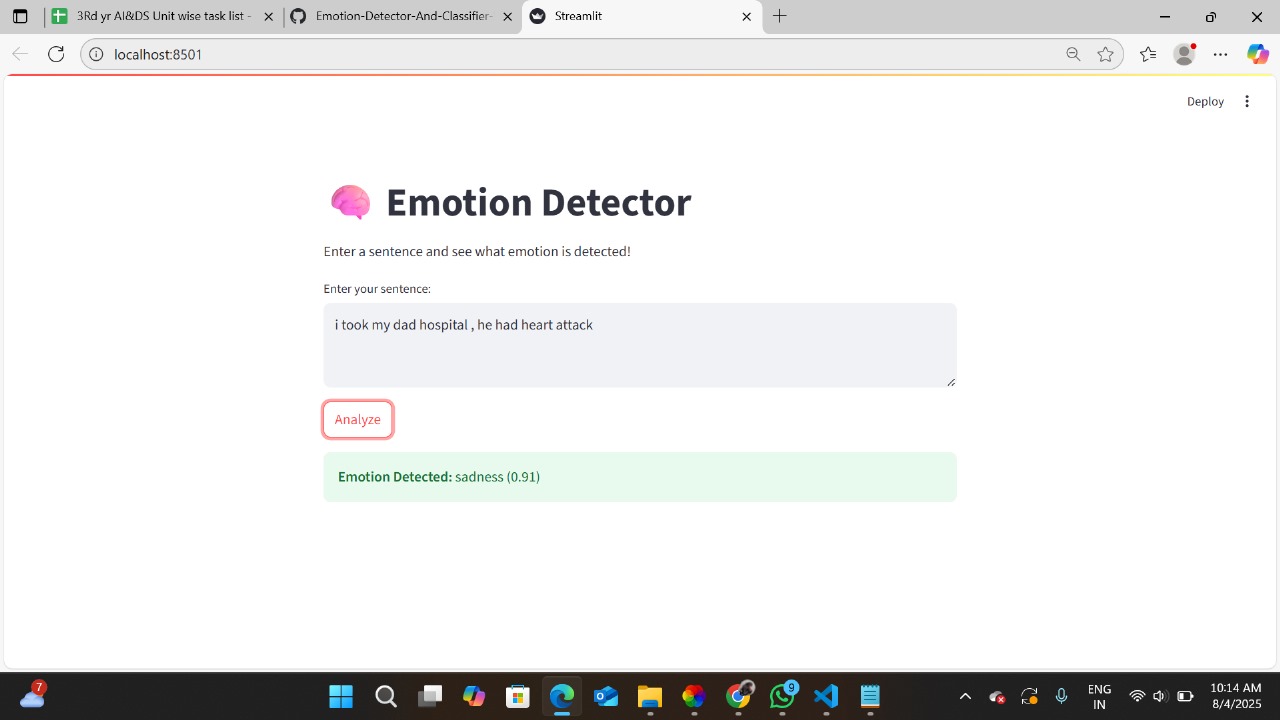 3Rd yr AI&DS Unit wise task list -
Emotion-Detector-And-Classifier-
Streamlit
localhost:8501
Deploy
Emotion Detector
Enter a sentence and see what emotion is detected!
Enter your sentence:
i took my dad hospital , he had heart attack
Analyze
Emotion Detected: sadness (0.91)
7
9
ENG
IN
10:14 AM
8/4/2025